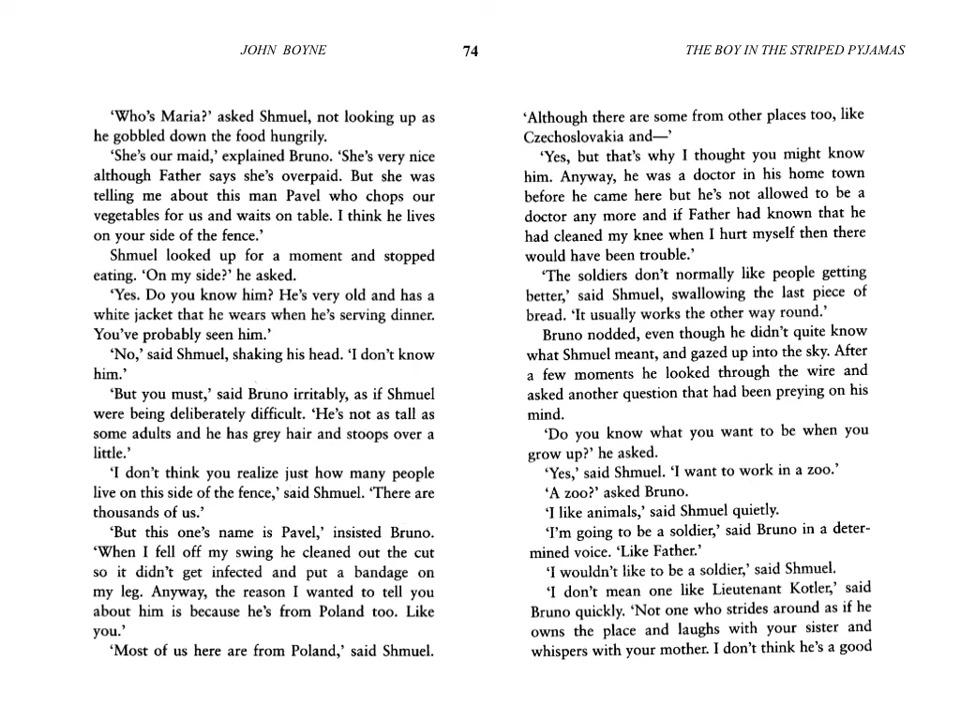 JOHN BOYNE
74
THE BOY IN THE STRIPED PYJAMAS
‘Who’s Maria?’ asked Shmuel, not looking up as
he gobbled down the food hungrily.
‘She’s our maid,’ explained Bruno. ‘She’s very nice
although Father says she’s overpaid. But she was
telling me about this man Pavel who chops our
vegetables for us and waits on table. I think he lives
on your side of the fence.’
Shmuel looked up for a moment and stopped
eating. ‘On my side?’ he asked.
‘Yes. Do you know him? He’s very old and has a
white jacket that he wears when he’s serving dinner.
You’ve probably seen him.’
‘No,’ said Shmuel, shaking his head. ‘I don’t know
him.’
‘But you must,’ said Bruno irritably, as if Shmuel
were being deliberately difficult. ‘He’s not as tall as
some adults and he has grey hair and stoops over a
little.’
‘I don’t think you realize just how many people
live on this side of the fence,’ said Shmuel. ‘There are
thousands of us.’
‘But this one’s name is Pavel,’ insisted Bruno.
‘When I fell off my swing he cleaned out the cut
so it didn’t get infected and put a bandage on
my leg. Anyway, the reason I wanted to tell you
about him is because he’s from Poland too. Like
you.’
‘Most of us here are from Poland,’ said Shmuel.
‘Although there are some from other places too, like
Czechoslovakia and—’
‘Yes, but that’s why I thought you might know
him. Anyway, he was a doctor in his home town
before he came here but he’s not allowed to be a
doctor any more and if Father had known that he
had cleaned my knee when I hurt myself then there
would have been trouble.’
‘The soldiers don’t normally like people getting
better,’ said Shmuel, swallowing the last piece of
bread. ‘It usually works the other way round.’
Bruno nodded, even though he didn’t quite know
what Shmuel meant, and gazed up into the sky. After
a few moments he looked through the wire and
asked another question that had been preying on his
mind.
‘Do you know what you want to be when you
grow up?’ he asked.
‘Yes,’ said Shmuel. ‘I want to work in a zoo.’
‘A zoo?’ asked Bruno.
‘I like animals,’ said Shmuel quietly.
‘I’m going to be a soldier,’ said Bruno in a deter-
mined voice. ‘Like Father.’
‘I wouldn’t like to be a soldier,’ said Shmuel.
‘I don’t mean one like Lieutenant Kotler,’ said
Bruno quickly. ‘Not one who strides around as if he
owns the place and laughs with your sister and
whispers with your mother. I don’t think he’s a good